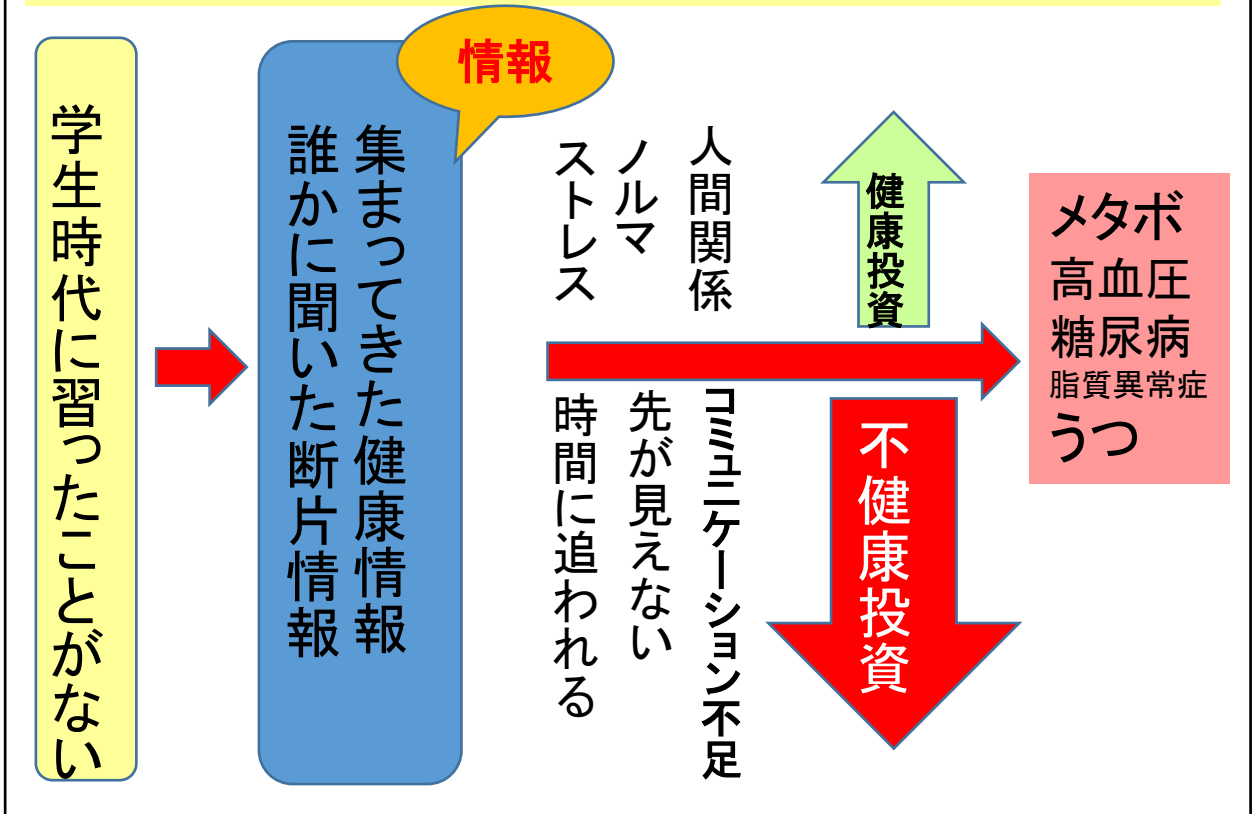 学生時代に習ったことがない
情報
集まってきた健康情報
誰かに聞いた断片情報
人間関係
ノルマ
ストレス
コミュニケーション不足
先が見えない
時間に追われる
健康投資
不健康投資
メタボ
高血圧
糖尿病
脂質異常症
うつ